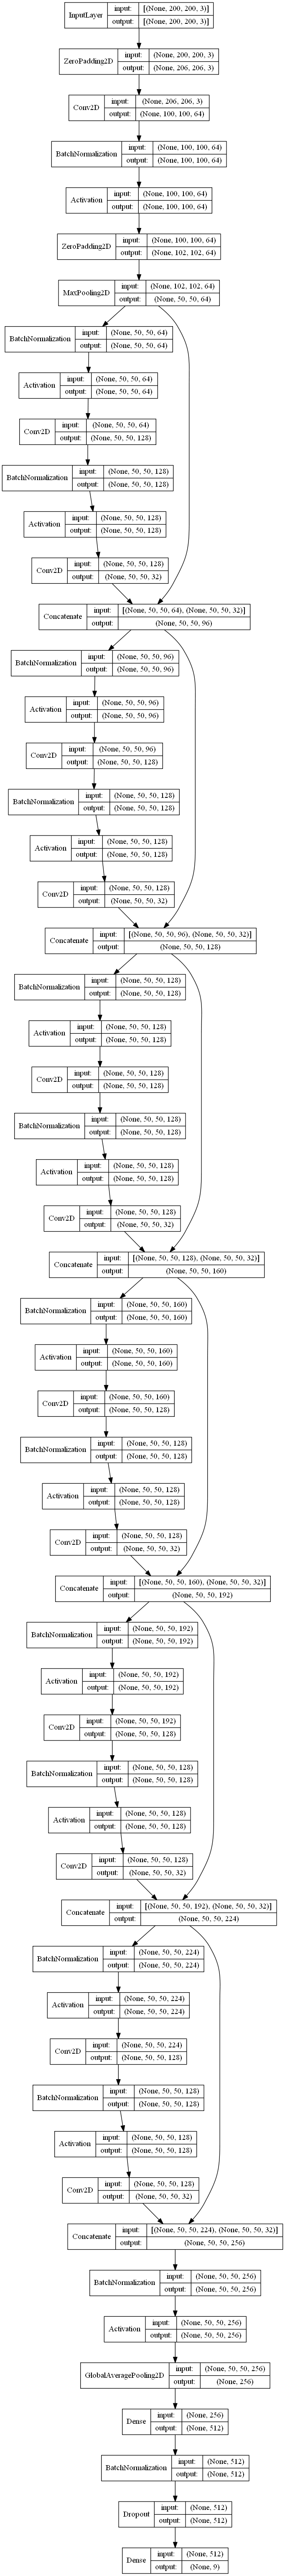 InputLayer input: [(None, 200, 200, 3)]
output: [(None, 200, 200, 3)]
ZeroPadding2D input: (None, 200, 200, 3)
output: (None, 206, 206, 3)
Conv2D input: (None, 206, 206, 3)
output: (None, 100, 100, 64)
BatchNormalization input: (None, 100, 100, 64)
output: (None, 100, 100, 64)
Activation input: (None, 100, 100, 64)
output: (None, 100, 100, 64)
ZeroPadding2D input: (None, 100, 100, 64)
output: (None, 102, 102, 64)
MaxPooling2D input: (None, 102, 102, 64)
output: (None, 50, 50, 64)
BatchNormalization input: (None, 50, 50, 64)
output: (None, 50, 50, 64)
Activation input: (None, 50, 50, 64)
output: (None, 50, 50, 64)
Conv2D input: (None, 50, 50, 64)
output: (None, 50, 50, 128)
BatchNormalization input: (None, 50, 50, 128)
output: (None, 50, 50, 128)
Activation input: (None, 50, 50, 128)
output: (None, 50, 50, 128)
Conv2D input: (None, 50, 50, 128)
output: (None, 50, 50, 32)
Concatenate input: [(None, 50, 50, 64), (None, 50, 50, 32)]
output: (None, 50, 50, 96)
BatchNormalization input: (None, 50, 50, 96)
output: (None, 50, 50, 96)
Activation input: (None, 50, 50, 96)
output: (None, 50, 50, 96)
Conv2D input: (None, 50, 50, 96)
output: (None, 50, 50, 128)
BatchNormalization input: (None, 50, 50, 128)
output: (None, 50, 50, 128)
Activation input: (None, 50, 50, 128)
output: (None, 50, 50, 128)
Conv2D input: (None, 50, 50, 128)
output: (None, 50, 50, 32)
Concatenate input: [(None, 50, 50, 96), (None, 50, 50, 32)]
output: (None, 50, 50, 128)
BatchNormalization input: (None, 50, 50, 128)
output: (None, 50, 50, 128)
Activation input: (None, 50, 50, 128)
output: (None, 50, 50, 128)
Conv2D input: (None, 50, 50, 128)
output: (None, 50, 50, 128)
BatchNormalization input: (None, 50, 50, 128)
output: (None, 50, 50, 128)
Activation input: (None, 50, 50, 128)
output: (None, 50, 50, 128)
Conv2D input: (None, 50, 50, 128)
output: (None, 50, 50, 32)
Concatenate input: [(None, 50, 50, 128), (None, 50, 50, 32)]
output: (None, 50, 50, 160)
BatchNormalization input: (None, 50, 50, 160)
output: (None, 50, 50, 160)
Activation input: (None, 50, 50, 160)
output: (None, 50, 50, 160)
Conv2D input: (None, 50, 50, 160)
output: (None, 50, 50, 128)
BatchNormalization input: (None, 50, 50, 128)
output: (None, 50, 50, 128)
Activation input: (None, 50, 50, 128)
output: (None, 50, 50, 128)
Conv2D input: (None, 50, 50, 128)
output: (None, 50, 50, 32)
Concatenate input: [(None, 50, 50, 160), (None, 50, 50, 32)]
output: (None, 50, 50, 192)
BatchNormalization input: (None, 50, 50, 192)
output: (None, 50, 50, 192)
Activation input: (None, 50, 50, 192)
output: (None, 50, 50, 192)
Conv2D input: (None, 50, 50, 192)
output: (None, 50, 50, 128)
BatchNormalization input: (None, 50, 50, 128)
output: (None, 50, 50, 128)
Activation input: (None, 50, 50, 128)
output: (None, 50, 50, 128)
Conv2D input: (None, 50, 50, 128)
output: (None, 50, 50, 32)
Concatenate input: [(None, 50, 50, 192), (None, 50, 50, 32)]
output: (None, 50, 50, 224)
BatchNormalization input: (None, 50, 50, 224)
output: (None, 50, 50, 224)
Activation input: (None, 50, 50, 224)
output: (None, 50, 50, 224)
Conv2D input: (None, 50, 50, 224)
output: (None, 50, 50, 128)
BatchNormalization input: (None, 50, 50, 128)
output: (None, 50, 50, 128)
Activation input: (None, 50, 50, 128)
output: (None, 50, 50, 128)
Conv2D input: (None, 50, 50, 128)
output: (None, 50, 50, 32)
Concatenate input: [(None, 50, 50, 224), (None, 50, 50, 32)]
output: (None, 50, 50, 256)
BatchNormalization input: (None, 50, 50, 256)
output: (None, 50, 50, 256)
Activation input: (None, 50, 50, 256)
output: (None, 50, 50, 256)
GlobalAveragePooling2D input: (None, 50, 50, 256)
output: (None, 256)
Dense input: (None, 256)
output: (None, 512)
BatchNormalization input: (None, 512)
output: (None, 512)
Dropout input: (None, 512)
output: (None, 512)
Dense input: (None, 512)
output: (None, 9)